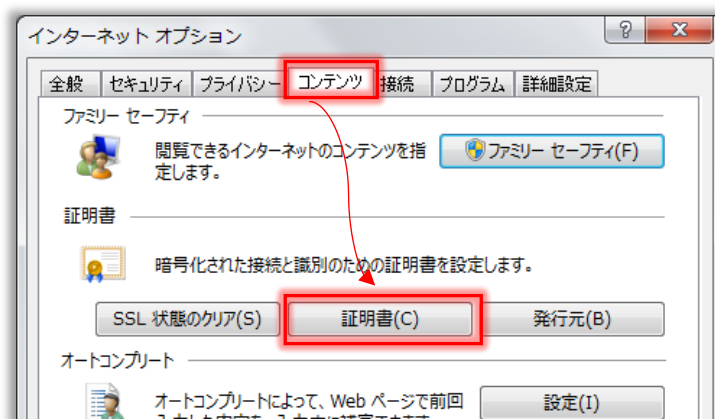 インターネット オプション
全般 セキュリティ プライバシー コンテンツ 接続 プログラム 詳細設定
ファミリー セーフティ
閲覧できるインターネットのコンテンツを指
定します。
ファミリー セーフティ(F)
証明書
暗号化された接続と識別のための証明書を設定します。
SSL 状態のクリア(S) 証明書(C) 発行元(B)
オートコンプリート
オートコンプリートによって、Web ページで前回
設定(I)